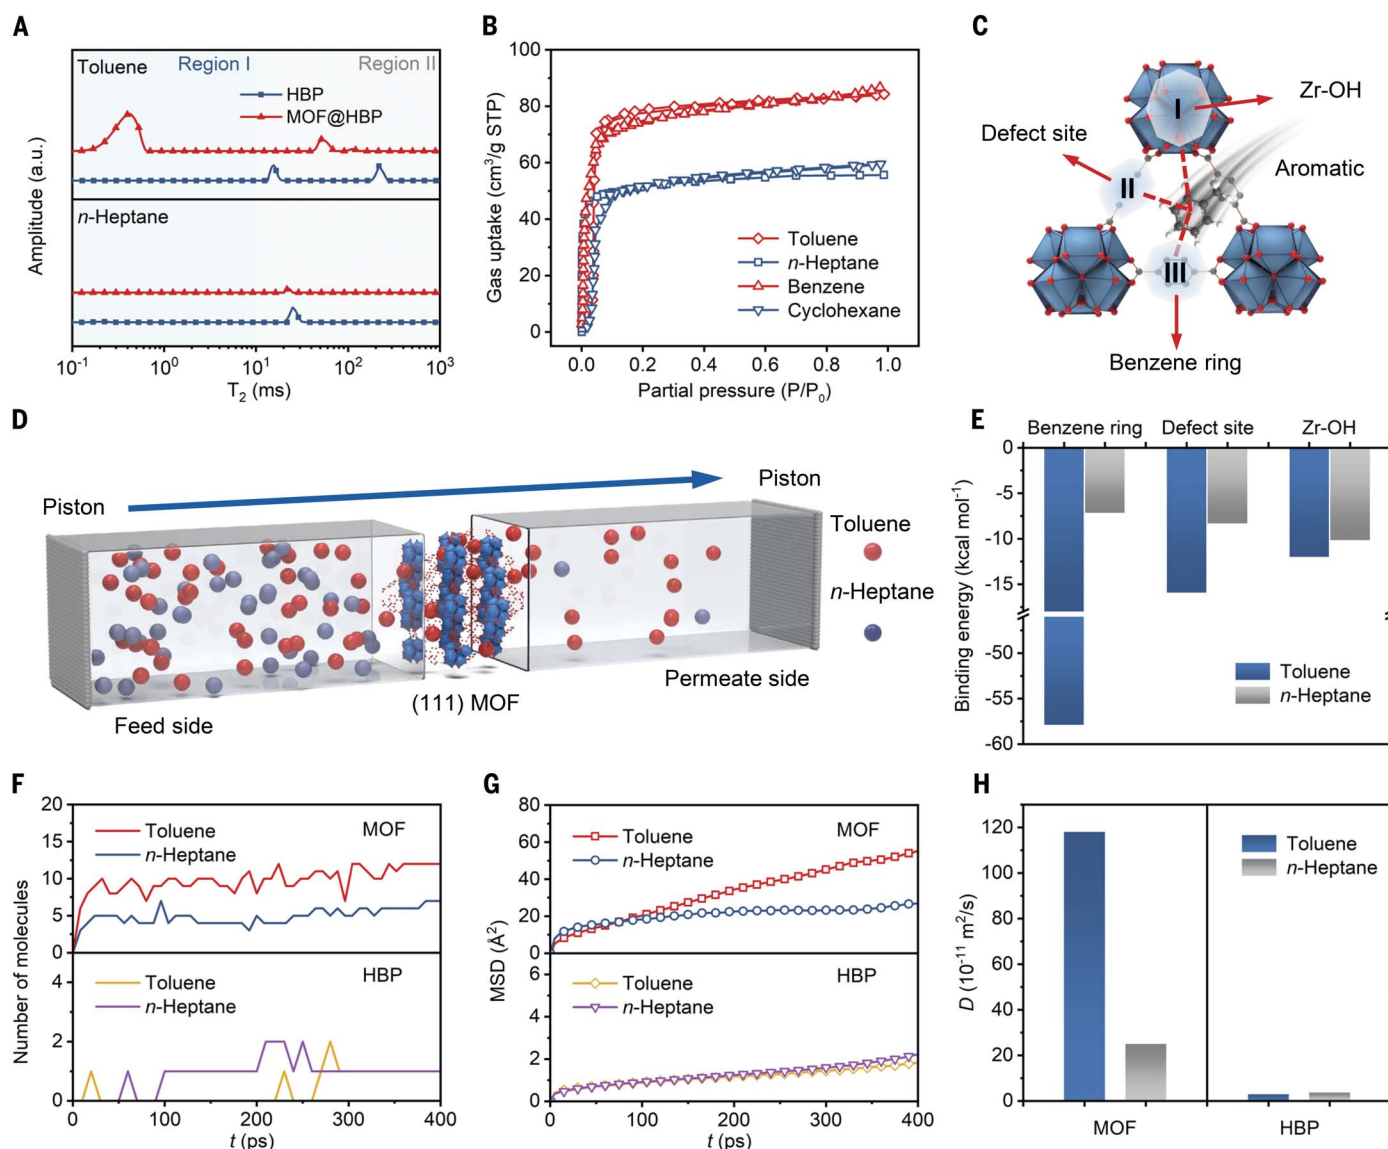 A
Toluene
Region I
Region II
HBP
MOF@HBP
n-Heptane
Amplitude (a.u.)
10⁻¹ 10⁰ 10¹ 10² 10³
T₂ (ms)
B
100
80
60
40
20
0
Gas uptake (cm³/g STP)
Toluene
n-Heptane
Benzene
Cyclohexane
0.0 0.2 0.4 0.6 0.8 1.0
Partial pressure (P/P₀)
C
I
Zr-OH
Defect site
Aromatic
II
III
Benzene ring
D
Piston
Piston
Toluene
n-Heptane
(111) MOF
Permeate side
Feed side
E
Benzene ring Defect site Zr-OH
0
-5
-10
-15
-50
-55
-60
Binding energy (kcal mol⁻¹)
Toluene
n-Heptane
F
20
15
10
5
0
Toluene
n-Heptane
MOF
4
2
0
Toluene
n-Heptane
HBP
Number of molecules
0 100 200 300 400
t (ps)
G
80
60
40
20
0
Toluene
n-Heptane
MOF
6
4
2
0
Toluene
n-Heptane
HBP
MSD (Å²)
0 100 200 300 400
t (ps)
H
120
100
80
60
40
20
0
D (10⁻¹¹ m²/s)
Toluene
n-Heptane
MOF HBP